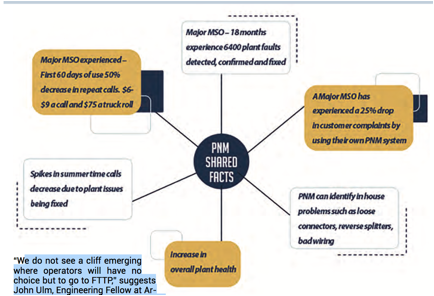 Major MSO – 18 months
experience 6400 plant faults
detected, confirmed and fixed
Major MSO experienced –
First 60 days of use 50%
decrease in repeat calls. $6-
$9 a call and $75 a truck roll
A Major MSO has
experienced a 25% drop
in customer complaints by
using their own PNM system
PNM
SHARED
FACTS
Spikes in summer time calls
decrease due to plant issues
being fixed
PNM can identify in house
problems such as loose
connectors, reverse splitters,
bad wiring
Increase in
overall plant health
"We do not see a cliff emerging
where operators will have no
choice but to go to FTTP," suggests
John Ulm, Engineering Fellow at Ar-